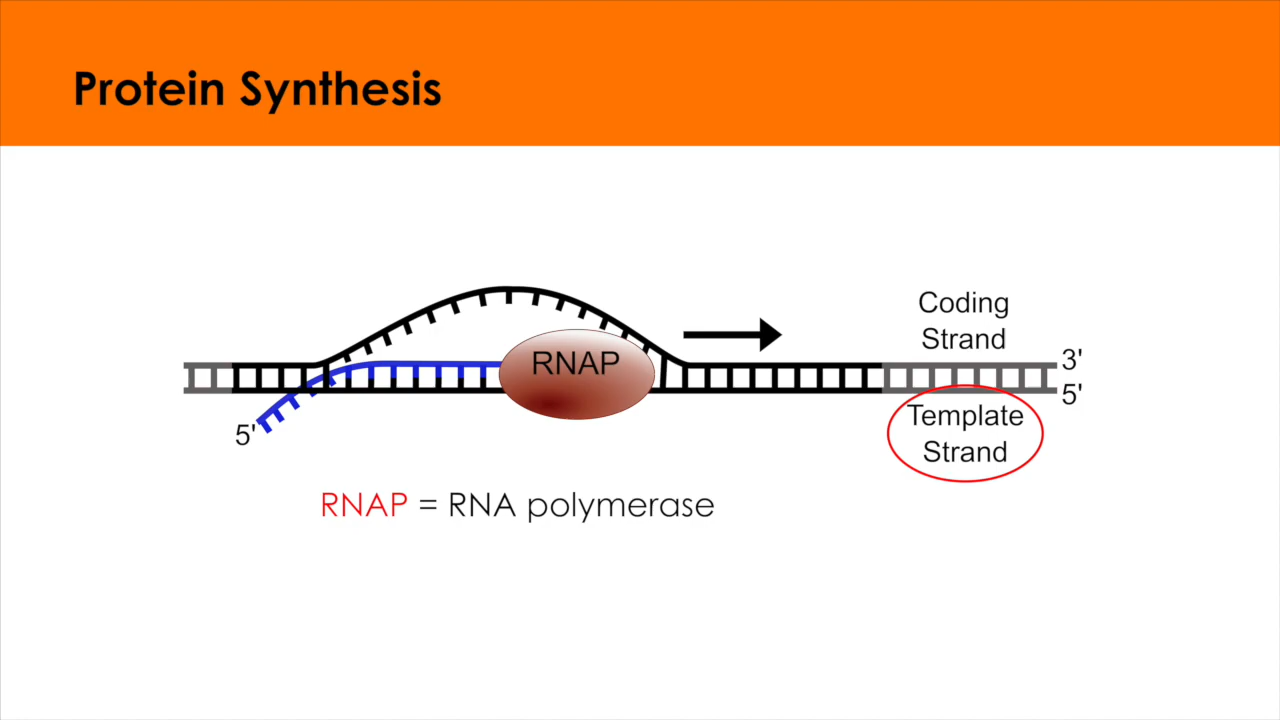 Protein Synthesis
Coding
Strand
3'
5'
RNAP
Template
Strand
5'
RNAP = RNA polymerase